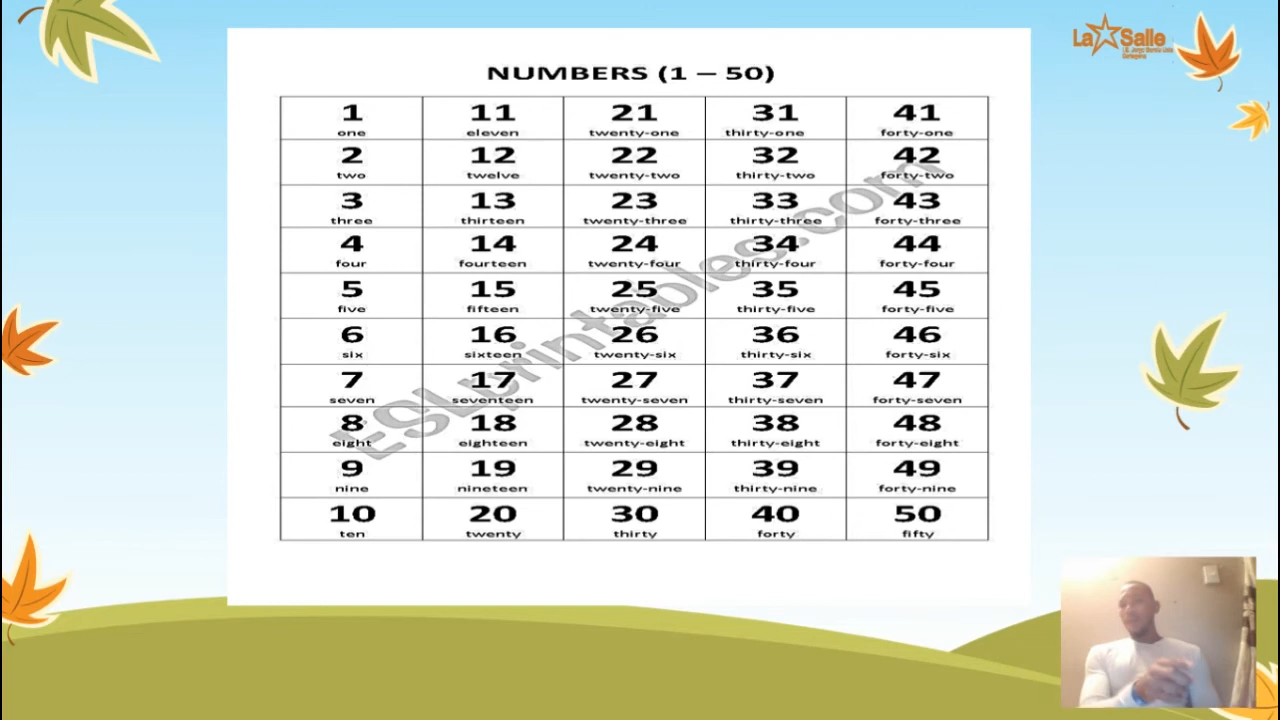 La Salle
NUMBERS (1 – 50)
1 11 21 31 41
one eleven twenty-one thirty-one forty-one
2 12 22 32 42
two twelve twenty-two thirty-two forty-two
3 13 23 33 43
three thirteen twenty-three thirty-three forty-three
4 14 24 34 44
four fourteen twenty-four thirty-four forty-four
5 15 25 35 45
five fifteen twenty-five thirty-five forty-five
6 16 26 36 46
six sixteen twenty-six thirty-six forty-six
7 17 27 37 47
seven seventeen twenty-seven thirty-seven forty-seven
8 18 28 38 48
eight eighteen twenty-eight thirty-eight forty-eight
9 19 29 39 49
nine nineteen twenty-nine thirty-nine forty-nine
10 20 30 40 50
ten twenty thirty forty fifty
ESLprintables.com